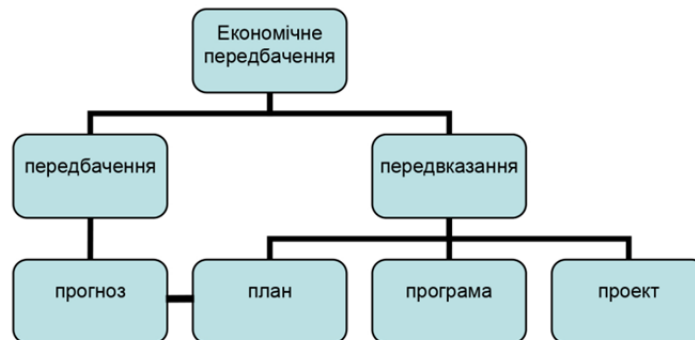 Економічне
передбачення
передбачення
передвказання
прогноз
план
програма
проект